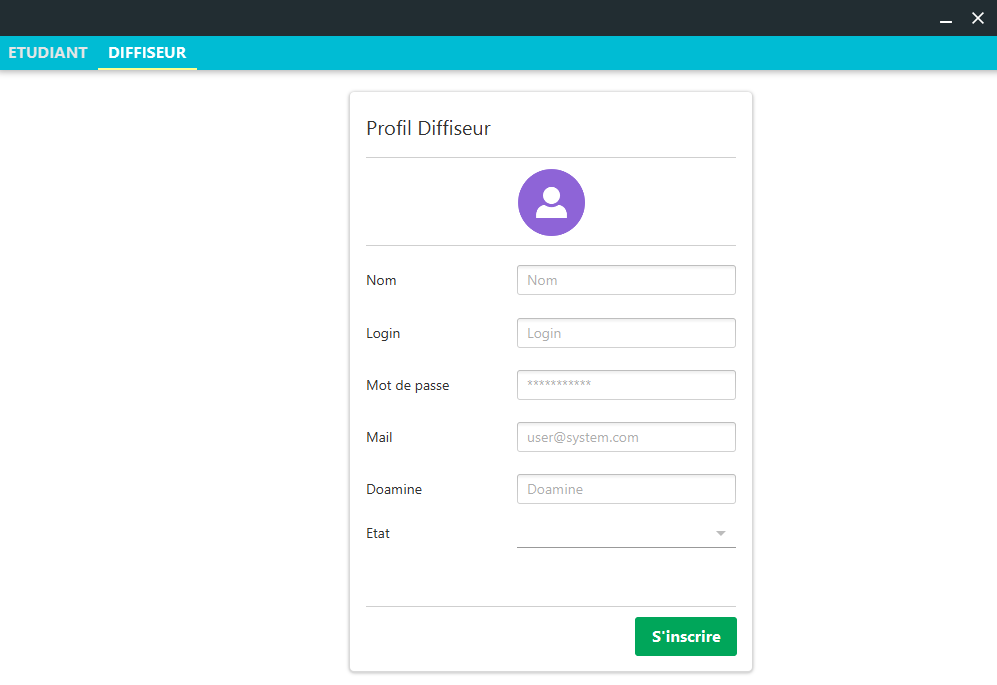 ETUDIANT DIFFISEUR
Profil Diffiseur
Nom Nom
Login Login
Mot de passe ***********
Mail user@system.com
Doamine Doamine
Etat
S'inscrire